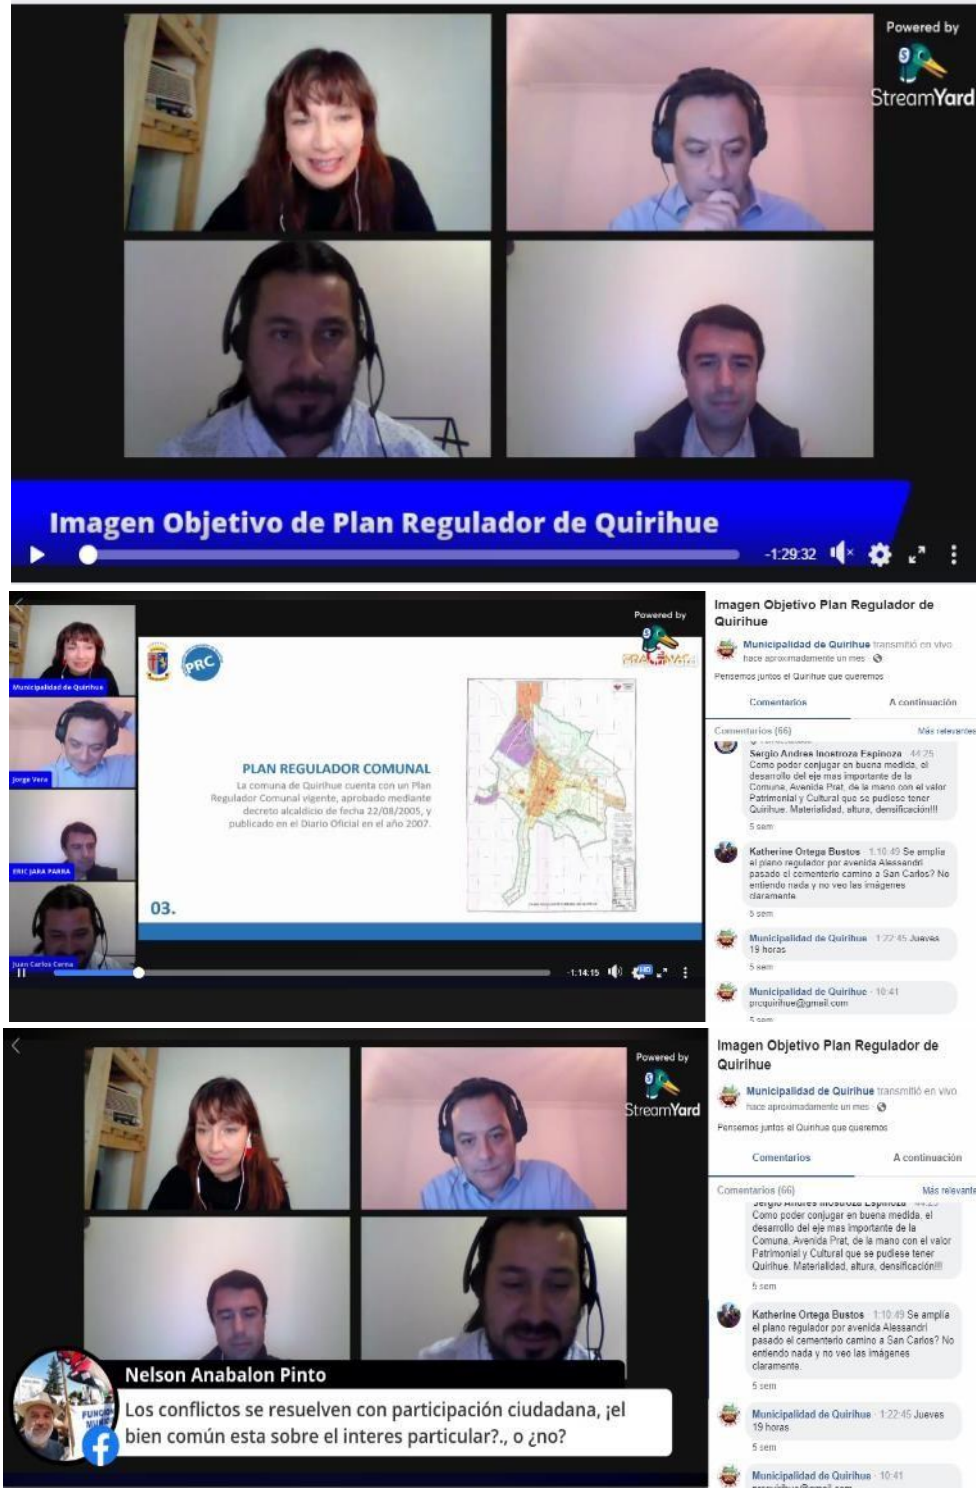 Powered by
StreamYard
Imagen Objetivo de Plan Regulador de Quirihue
-1:29:32
Powered by
Municipalidad de Quirihue
Jorge Vera
ERIC JARA PARRA
Juan Carlos Cerna
PRC
PLAN REGULADOR COMUNAL
La comuna de Quirihue cuenta con un Plan
Regulador Comunal vigente, aprobado mediante
decreto alcaldicio de fecha 22/08/2005, y
publicado en el Diario Oficial en el año 2007.
03.
-1:14:15
HD
Imagen Objetivo Plan Regulador de
Quirihue
Municipalidad de Quirihue transmitió en vivo
hace aproximadamente un mes
Pensemos juntos el Quirihue que queremos
Comentarios
A continuación
Comentarios (66)
Más relevantes
Sergio Andres Inostroza Espinoza · 44:25
Como poder conjugar en buena medida, el
desarrollo del eje mas importante de la
Comuna, Avenida Prat, de la mano con el valor
Patrimonial y Cultural que se pudiese tener
Quirihue. Materialidad, altura, densificación!!!
5 sem
Katherine Ortega Bustos · 1:10:49 Se amplía
el plano regulador por avenida Alessandri
pasado el cementerio camino a San Carlos? No
entiendo nada y no veo las imágenes
claramente.
5 sem
Municipalidad de Quirihue · 1:22:45 Jueves
19 horas
5 sem
Municipalidad de Quirihue · 10:41
prcquirihue@gmail.com
5 sem
Powered by
StreamYard
Nelson Anabalon Pinto
Los conflictos se resuelven con participación ciudadana, ¡el
bien común esta sobre el interes particular?., o ¿no?
Imagen Objetivo Plan Regulador de
Quirihue
Municipalidad de Quirihue transmitió en vivo
hace aproximadamente un mes
Pensemos juntos el Quirihue que queremos
Comentarios
A continuación
Comentarios (66)
Más relevante
Sergio Andres Inostroza Espinoza · 44:25
Como poder conjugar en buena medida, el
desarrollo del eje mas importante de la
Comuna, Avenida Prat, de la mano con el valor
Patrimonial y Cultural que se pudiese tener
Quirihue. Materialidad, altura, densificación!!!
5 sem
Katherine Ortega Bustos · 1:10:49 Se amplía
el plano regulador por avenida Alessandri
pasado el cementerio camino a San Carlos? No
entiendo nada y no veo las imágenes
claramente.
5 sem
Municipalidad de Quirihue · 1:22:45 Jueves
19 horas
5 sem
Municipalidad de Quirihue · 10:41